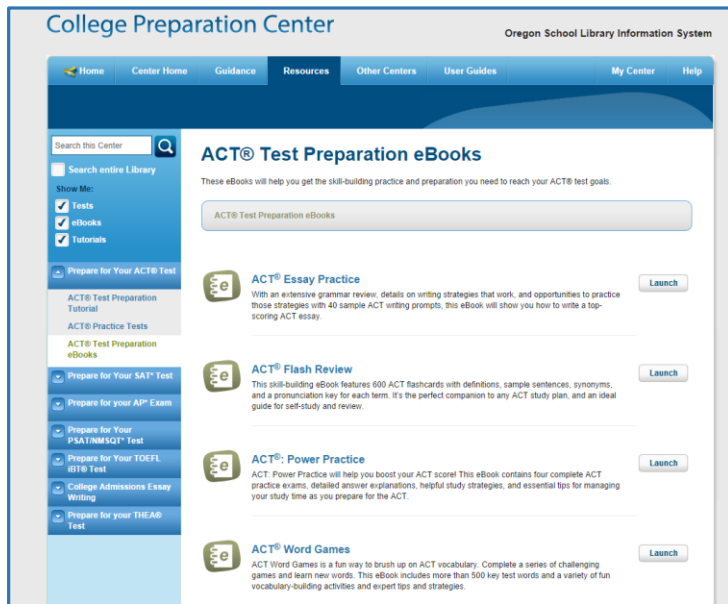 College Preparation Center
Oregon School Library Information System
Home Center Home Guidance Resources Other Centers User Guides My Center Help
Search this Center
Search entire Library
Show Me:
Tests
eBooks
Tutorials
Prepare for Your ACT® Test
ACT® Test Preparation
Tutorial
ACT® Practice Tests
ACT® Test Preparation
eBooks
Prepare for Your SAT* Test
Prepare for your AP* Exam
Prepare for Your
PSAT/NMSQT* Test
Prepare for Your TOEFL
iBT® Test
College Admissions Essay
Writing
Prepare for your THEA®
Test
ACT® Test Preparation eBooks
These eBooks will help you get the skill-building practice and preparation you need to reach your ACT® test goals.
ACT® Test Preparation eBooks
ACT® Essay Practice
With an extensive grammar review, details on writing strategies that work, and opportunities to practice
those strategies with 40 sample ACT writing prompts, this eBook will show you how to write a top-
scoring ACT essay.
Launch
ACT® Flash Review
This skill-building eBook features 600 ACT flashcards with definitions, sample sentences, synonyms,
and a pronunciation key for each term. It's the perfect companion to any ACT study plan, and an ideal
guide for self-study and review.
Launch
ACT®: Power Practice
ACT: Power Practice will help you boost your ACT score! This eBook contains four complete ACT
practice exams, detailed answer explanations, helpful study strategies, and essential tips for managing
your study time as you prepare for the ACT.
Launch
ACT® Word Games
ACT Word Games is a fun way to brush up on ACT vocabulary. Complete a series of challenging
games and learn new words. This eBook includes more than 500 key test words and a variety of fun
vocabulary-building activities and expert tips and strategies.
Launch